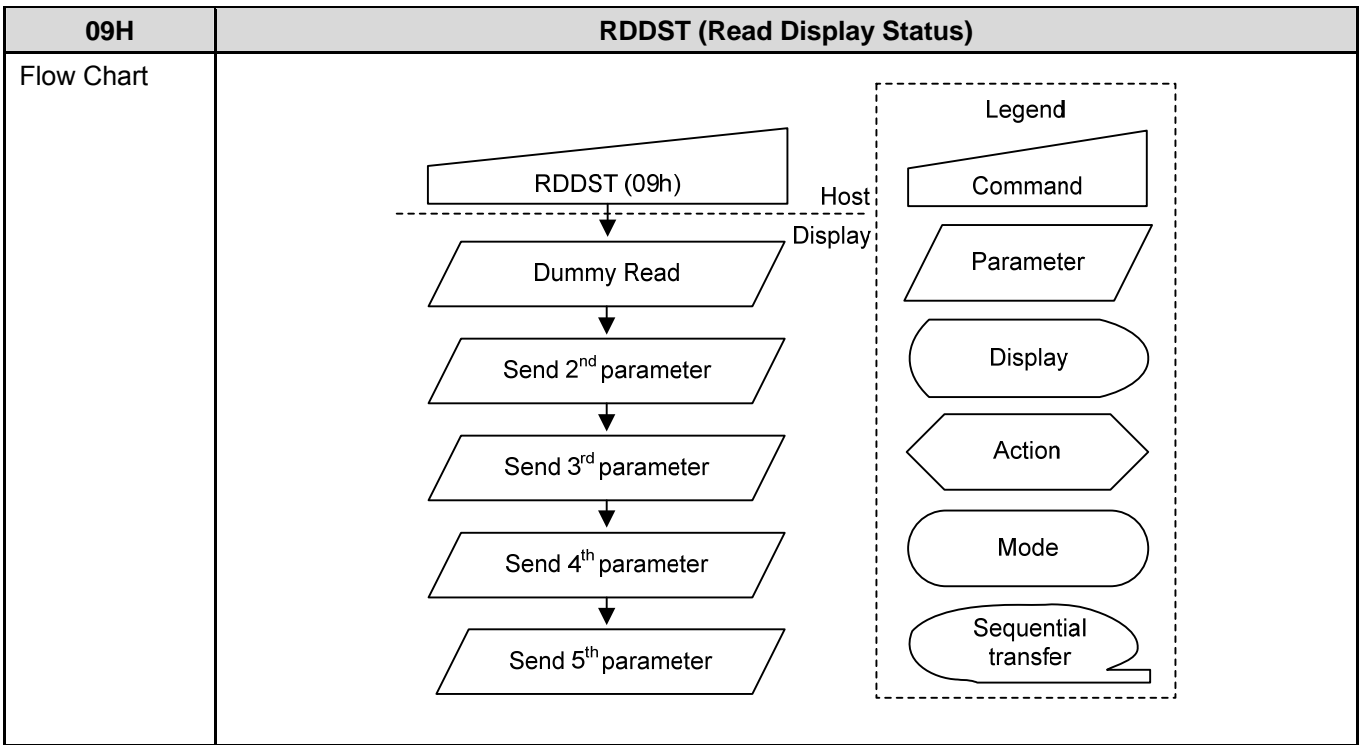 09H
RDDST (Read Display Status)
Flow Chart
RDDST (09h)
Host
Display
Dummy Read
Send 2nd parameter
Send 3rd parameter
Send 4th parameter
Send 5th parameter
Legend
Command
Parameter
Display
Action
Mode
Sequential
transfer